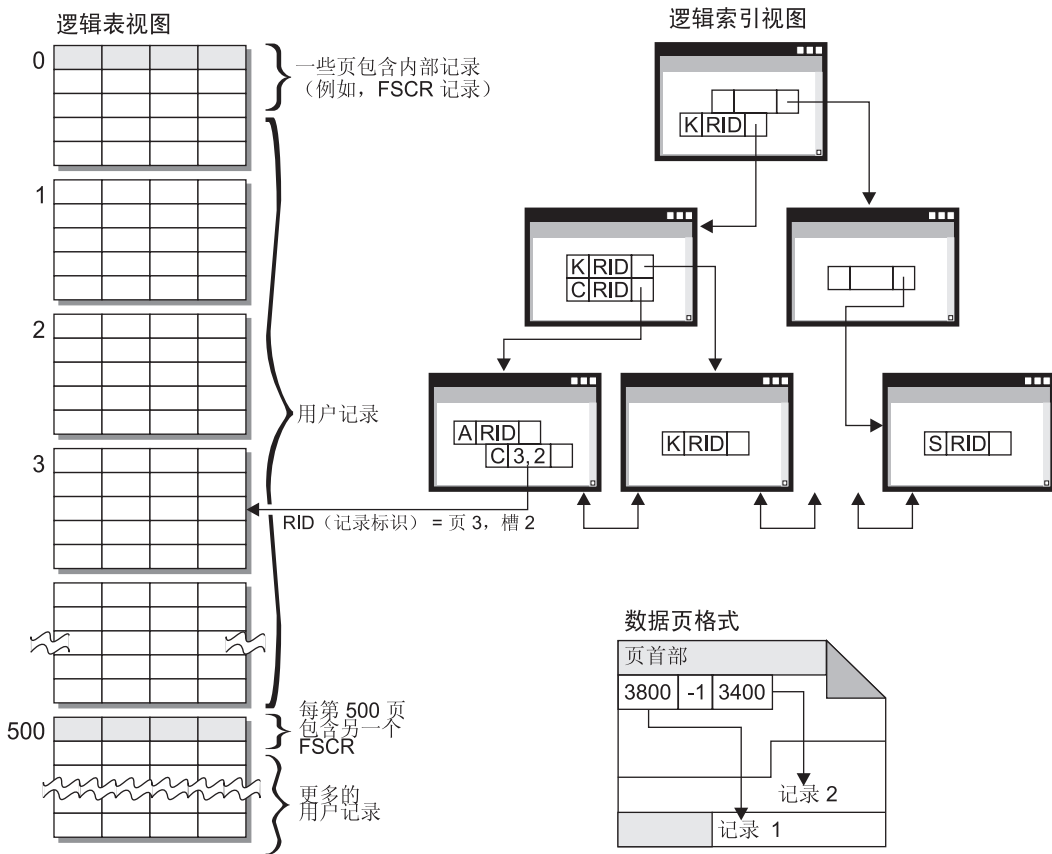 逻辑表视图
0
一些页包含内部记录
（例如，FSCR 记录）
1
2
用户记录
3
RID（记录标识） = 页 3，槽 2
500
每第 500 页
包含另一个
FSCR
更多的
用户记录
逻辑索引视图
K RID
K RID
C RID
A RID
C 3, 2
K RID
S RID
数据页格式
页首部
3800 -1 3400
记录 2
记录 1